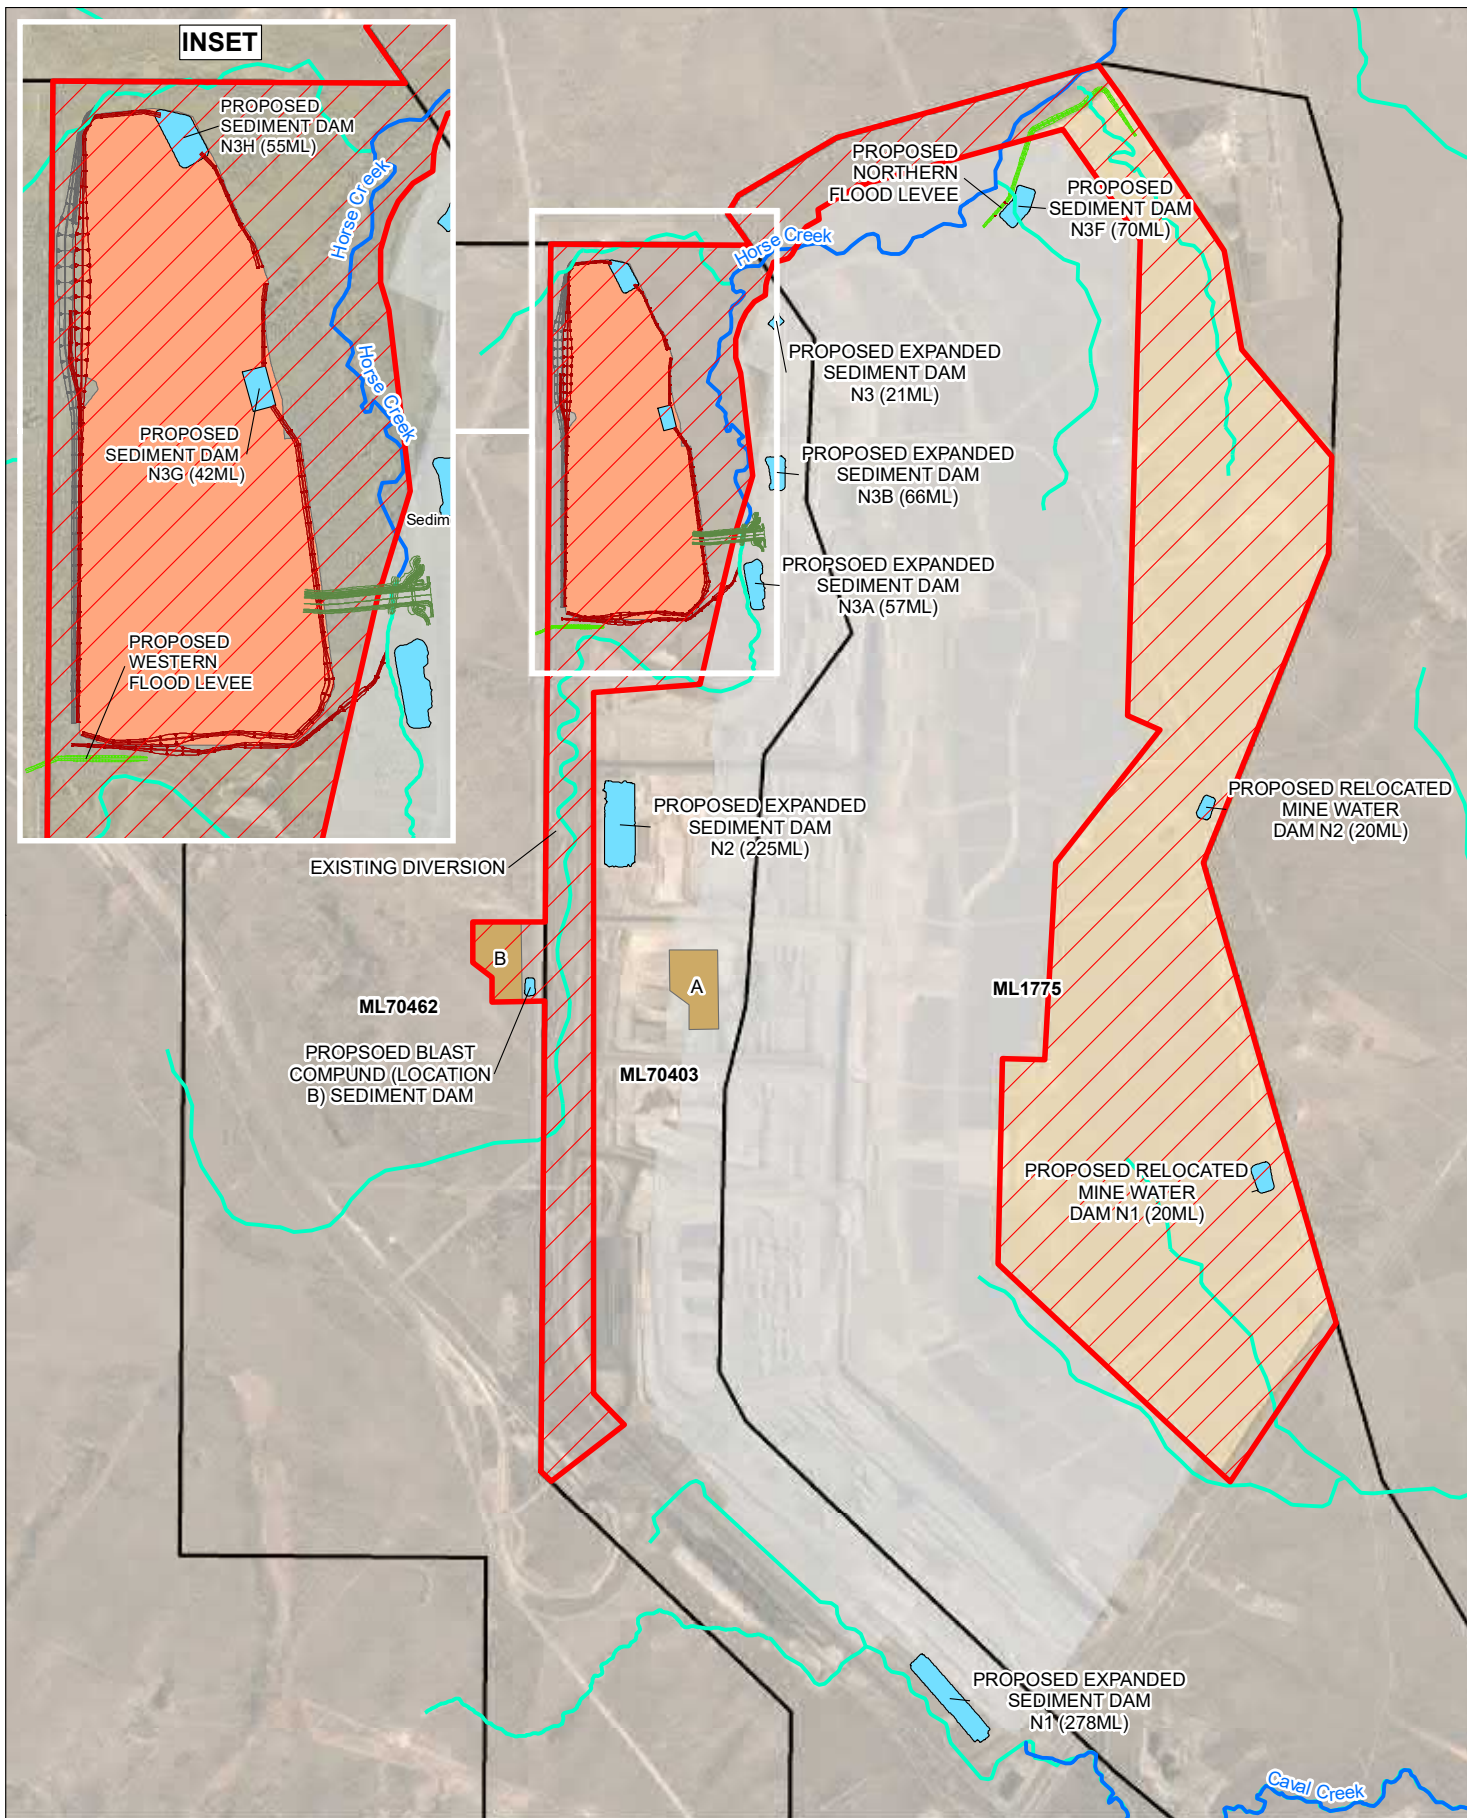 INSET
PROPOSED
SEDIMENT DAM
N3H (55ML)
Horse Creek
Horse Creek
PROPOSED
SEDIMENT DAM
N3G (42ML)
Sedim
PROPOSED
WESTERN
FLOOD LEVEE
PROPOSED
NORTHERN
FLOOD LEVEE
PROPOSED
SEDIMENT DAM
N3F (70ML)
Horse Creek
PROPOSED EXPANDED
SEDIMENT DAM
N3 (21ML)
PROPOSED EXPANDED
SEDIMENT DAM
N3B (66ML)
PROPSOED EXPANDED
SEDIMENT DAM
N3A (57ML)
PROPOSED EXPANDED
SEDIMENT DAM
N2 (225ML)
PROPOSED RELOCATED
MINE WATER
DAM N2 (20ML)
EXISTING DIVERSION
B
A
ML70462
ML1775
PROPSOED BLAST
COMPUND (LOCATION
B) SEDIMENT DAM
ML70403
PROPOSED RELOCATED
MINE WATER
DAM N1 (20ML)
PROPOSED EXPANDED
SEDIMENT DAM
N1 (278ML)
Caval Creek